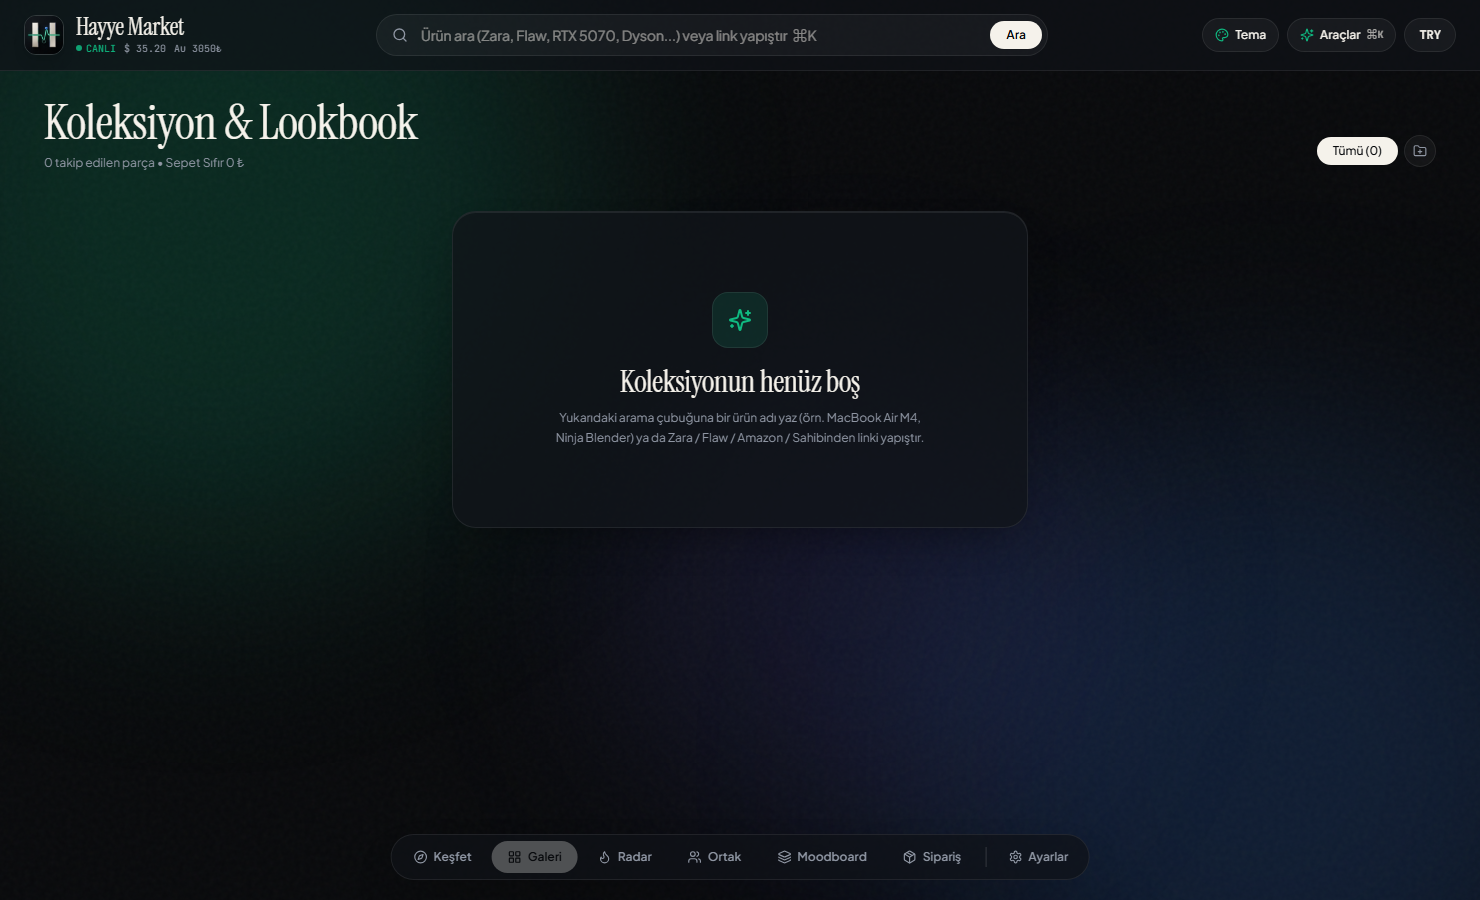 Hayye Market
CANLI $ 35.20 Au 3050₺
Ürün ara (Zara, Flaw, RTX 5070, Dyson...) veya link yapıştır ⌘K
Ara
Tema
Araçlar ⌘K
TRY
Koleksiyon & Lookbook
0 takip edilen parça • Sepet Sıfır 0 ₺
Tümü (0)
Koleksiyonun henüz boş
Yukarıdaki arama çubuğuna bir ürün adı yaz (örn. MacBook Air M4,
Ninja Blender) ya da Zara / Flaw / Amazon / Sahibinden linki yapıştır.
Keşfet
Galeri
Radar
Ortak
Moodboard
Sipariş
Ayarlar